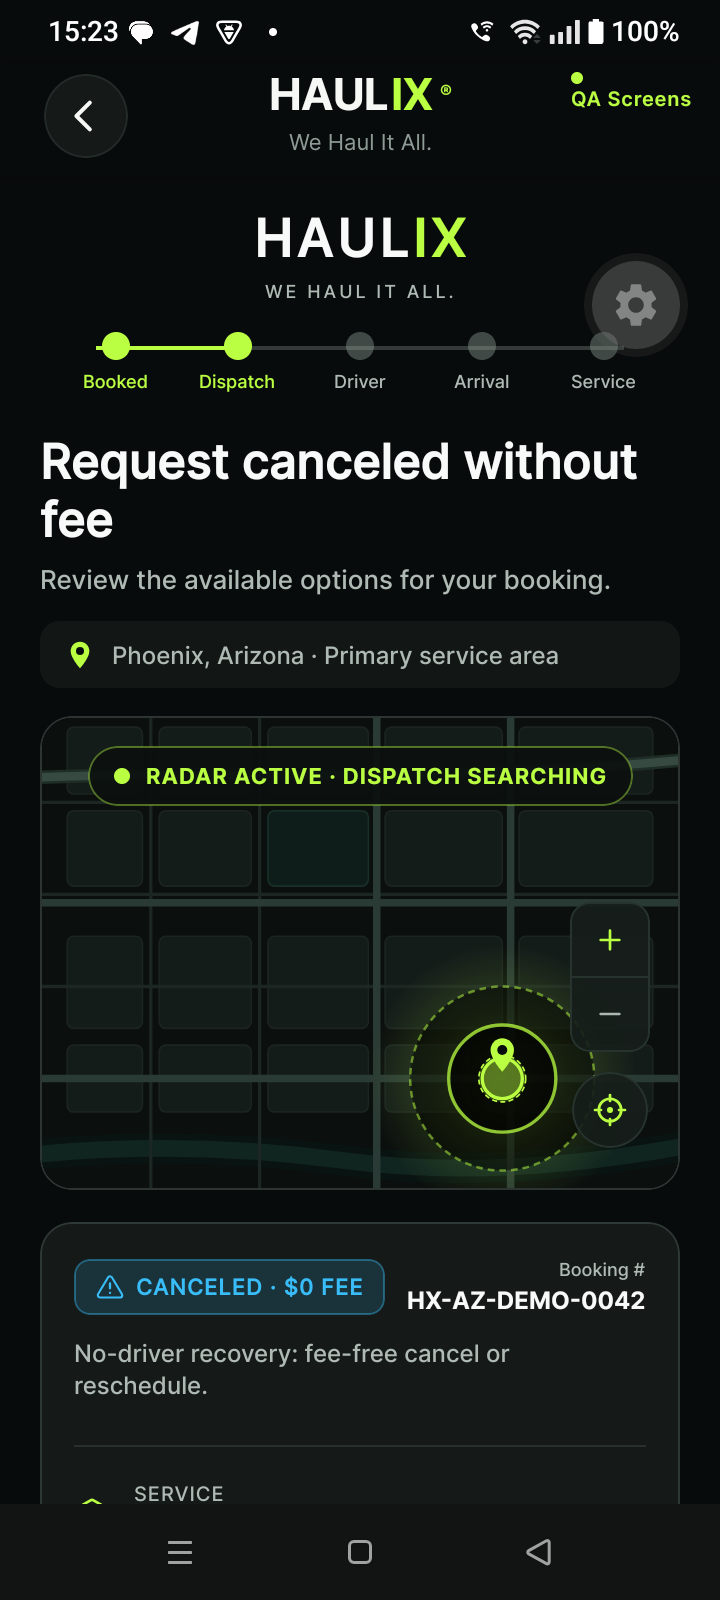 15:23
100%
HAULIX®
QA Screens
We Haul It All.
HAULIX
WE HAUL IT ALL.
Booked Dispatch Driver Arrival Service
Request canceled without
fee
Review the available options for your booking.
Phoenix, Arizona · Primary service area
RADAR ACTIVE · DISPATCH SEARCHING
+
−
CANCELED · $0 FEE
Booking #
HX-AZ-DEMO-0042
No-driver recovery: fee-free cancel or
reschedule.
SERVICE